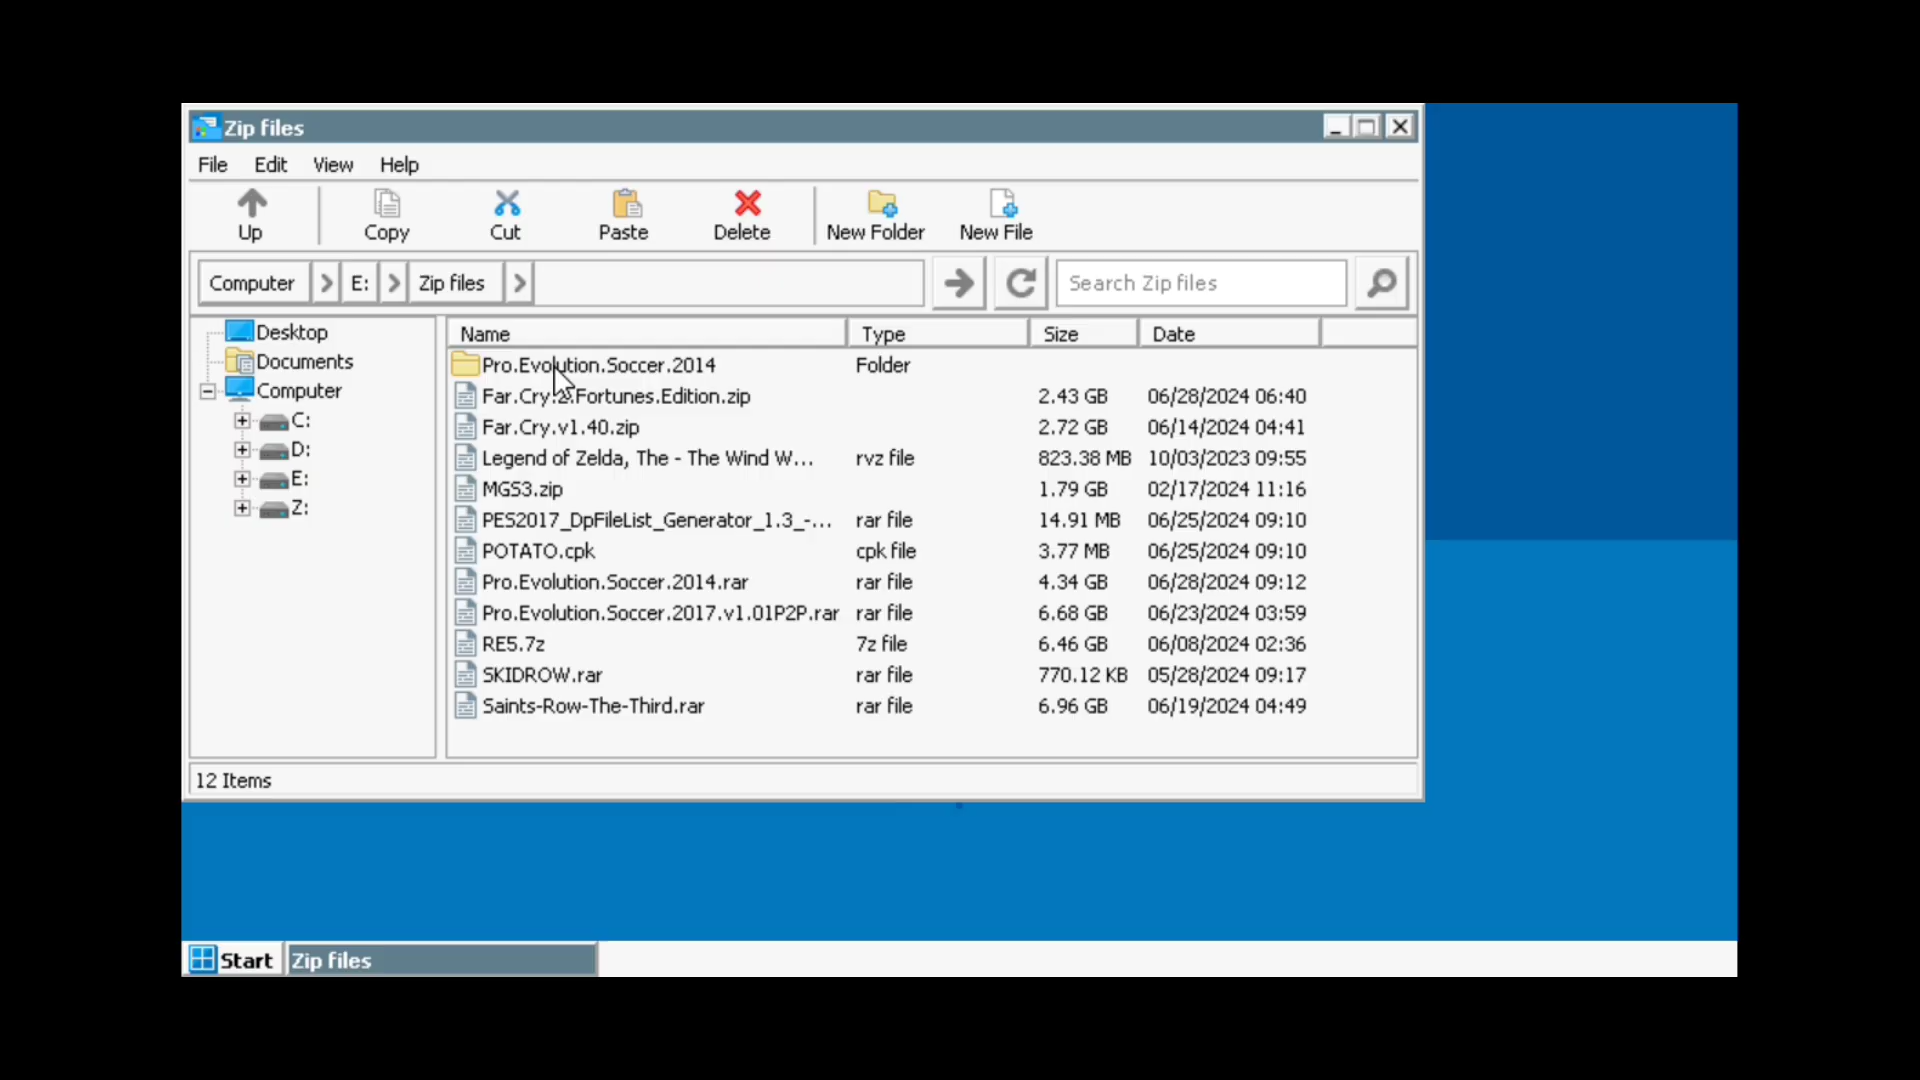 Zip files
File Edit View Help
Up Copy Cut Paste Delete New Folder New File
Computer E: Zip files Search Zip files
Desktop
Documents
Computer
C:
D:
E:
Z:
Name Type Size Date
Pro.Evolution.Soccer.2014 Folder
Far.Cry.2.Fortunes.Edition.zip 2.43 GB 06/28/2024 06:40
Far.Cry.v1.40.zip 2.72 GB 06/14/2024 04:41
Legend of Zelda, The - The Wind W... rvz file 823.38 MB 10/03/2023 09:55
MGS3.zip 1.79 GB 02/17/2024 11:16
PES2017_DpFileList_Generator_1.3_-... rar file 14.91 MB 06/25/2024 09:10
POTATO.cpk cpk file 3.77 MB 06/25/2024 09:10
Pro.Evolution.Soccer.2014.rar rar file 4.34 GB 06/28/2024 09:12
Pro.Evolution.Soccer.2017.v1.01P2P.rar rar file 6.68 GB 06/23/2024 03:59
RE5.7z 7z file 6.46 GB 06/08/2024 02:36
SKIDROW.rar rar file 770.12 KB 05/28/2024 09:17
Saints-Row-The-Third.rar rar file 6.96 GB 06/19/2024 04:49
12 Items
Start Zip files